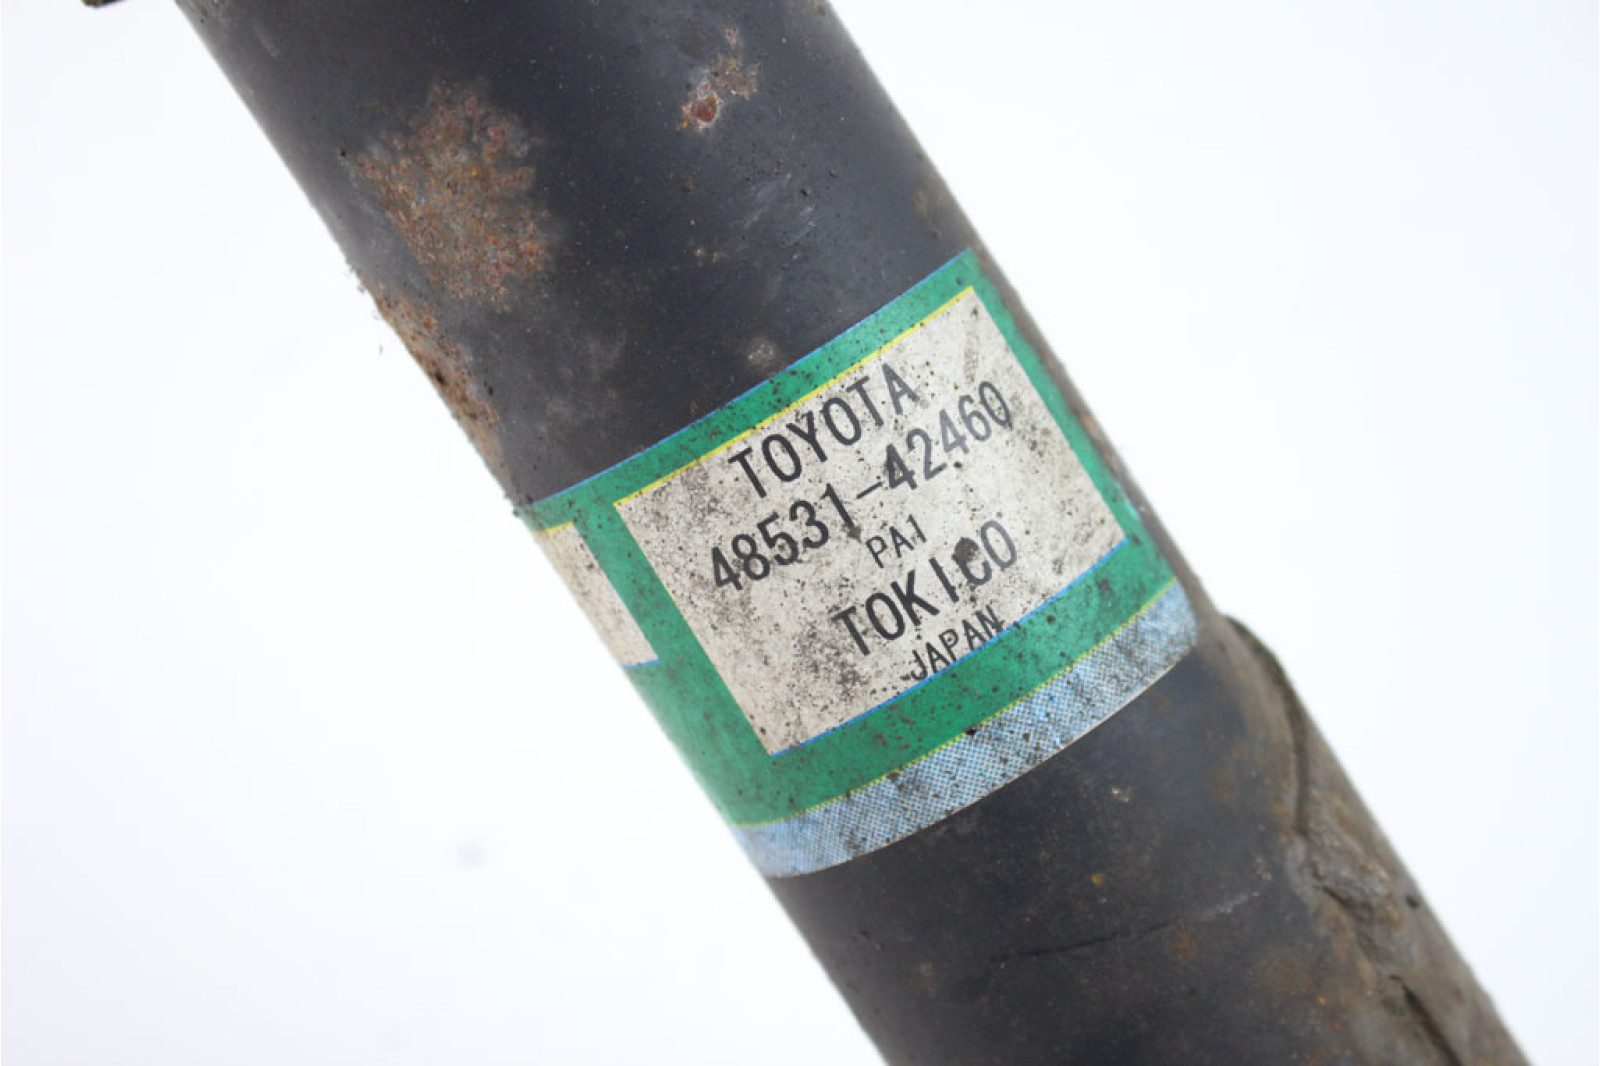 TOYOTA
48531-42460
PA1
TOKICO
JAPAN